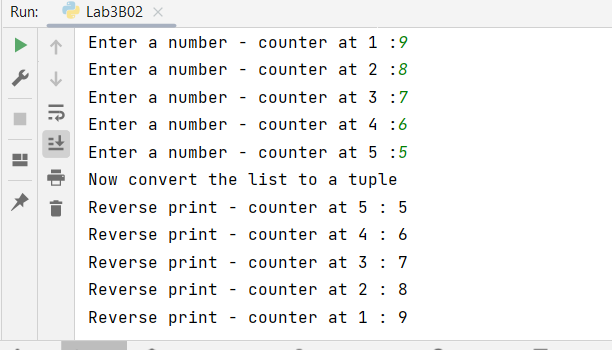 Run: Lab3B02
Enter a number - counter at 1 :9
Enter a number - counter at 2 :8
Enter a number - counter at 3 :7
Enter a number - counter at 4 :6
Enter a number - counter at 5 :5
Now convert the list to a tuple
Reverse print - counter at 5 : 5
Reverse print - counter at 4 : 6
Reverse print - counter at 3 : 7
Reverse print - counter at 2 : 8
Reverse print - counter at 1 : 9